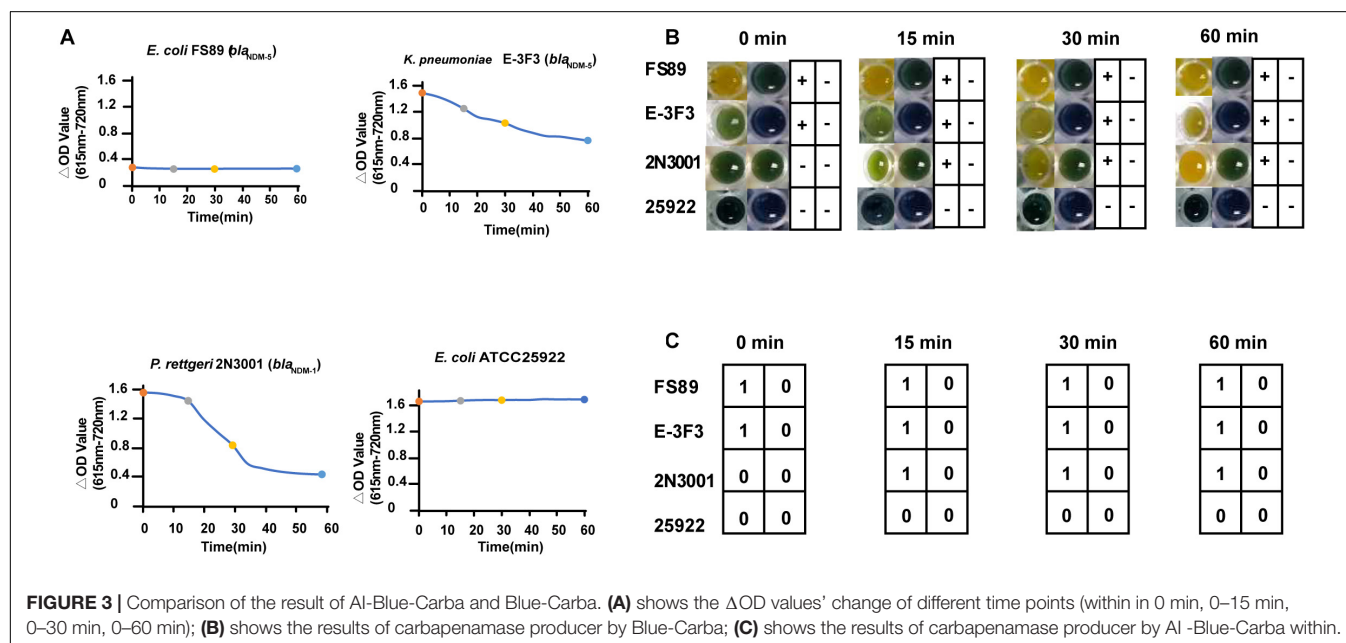 A
E. coli FS89 (blaNDM-5)
△OD Value
(615nm-720nm)
1.6
1.2
0.8
0.4
0
0 10 20 30 40 50 60
Time(min)
K. pneumoniae E-3F3 (blaNDM-5)
△OD Value
(615nm-720nm)
1.6
1.2
0.8
0.4
0
0 10 20 30 40 50 60
Time(min)
P. rettgeri 2N3001 (blaNDM-1)
△OD Value
(615nm-720nm)
1.6
1.2
0.8
0.4
0
0 10 20 30 40 50 60
Time(min)
E. coli ATCC25922
△OD Value
(615nm-720nm)
1.6
1.2
0.8
0.4
0
0 10 20 30 40 50 60
Time(min)
B
0 min 15 min 30 min 60 min
FS89 + - + - + - + -
E-3F3 + - + - + - + -
2N3001 - - + - + - + -
25922 - - - - - - - -
C
0 min 15 min 30 min 60 min
FS89 1 0 1 0 1 0 1 0
E-3F3 1 0 1 0 1 0 1 0
2N3001 0 0 1 0 1 0 1 0
25922 0 0 0 0 0 0 0 0
FIGURE 3 | Comparison of the result of AI-Blue-Carba and Blue-Carba. (A) shows the ΔOD values' change of different time points (within in 0 min, 0–15 min,
0–30 min, 0–60 min); (B) shows the results of carbapenamase producer by Blue-Carba; (C) shows the results of carbapenamase producer by AI -Blue-Carba within.